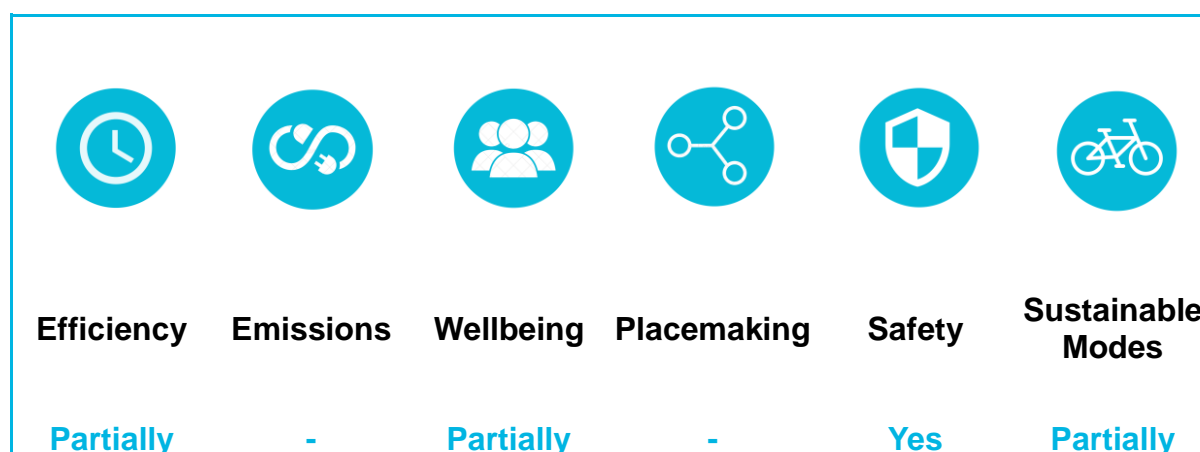 Efficiency Emissions Wellbeing Placemaking Safety Sustainable Modes
Partially - Partially - Yes Partially